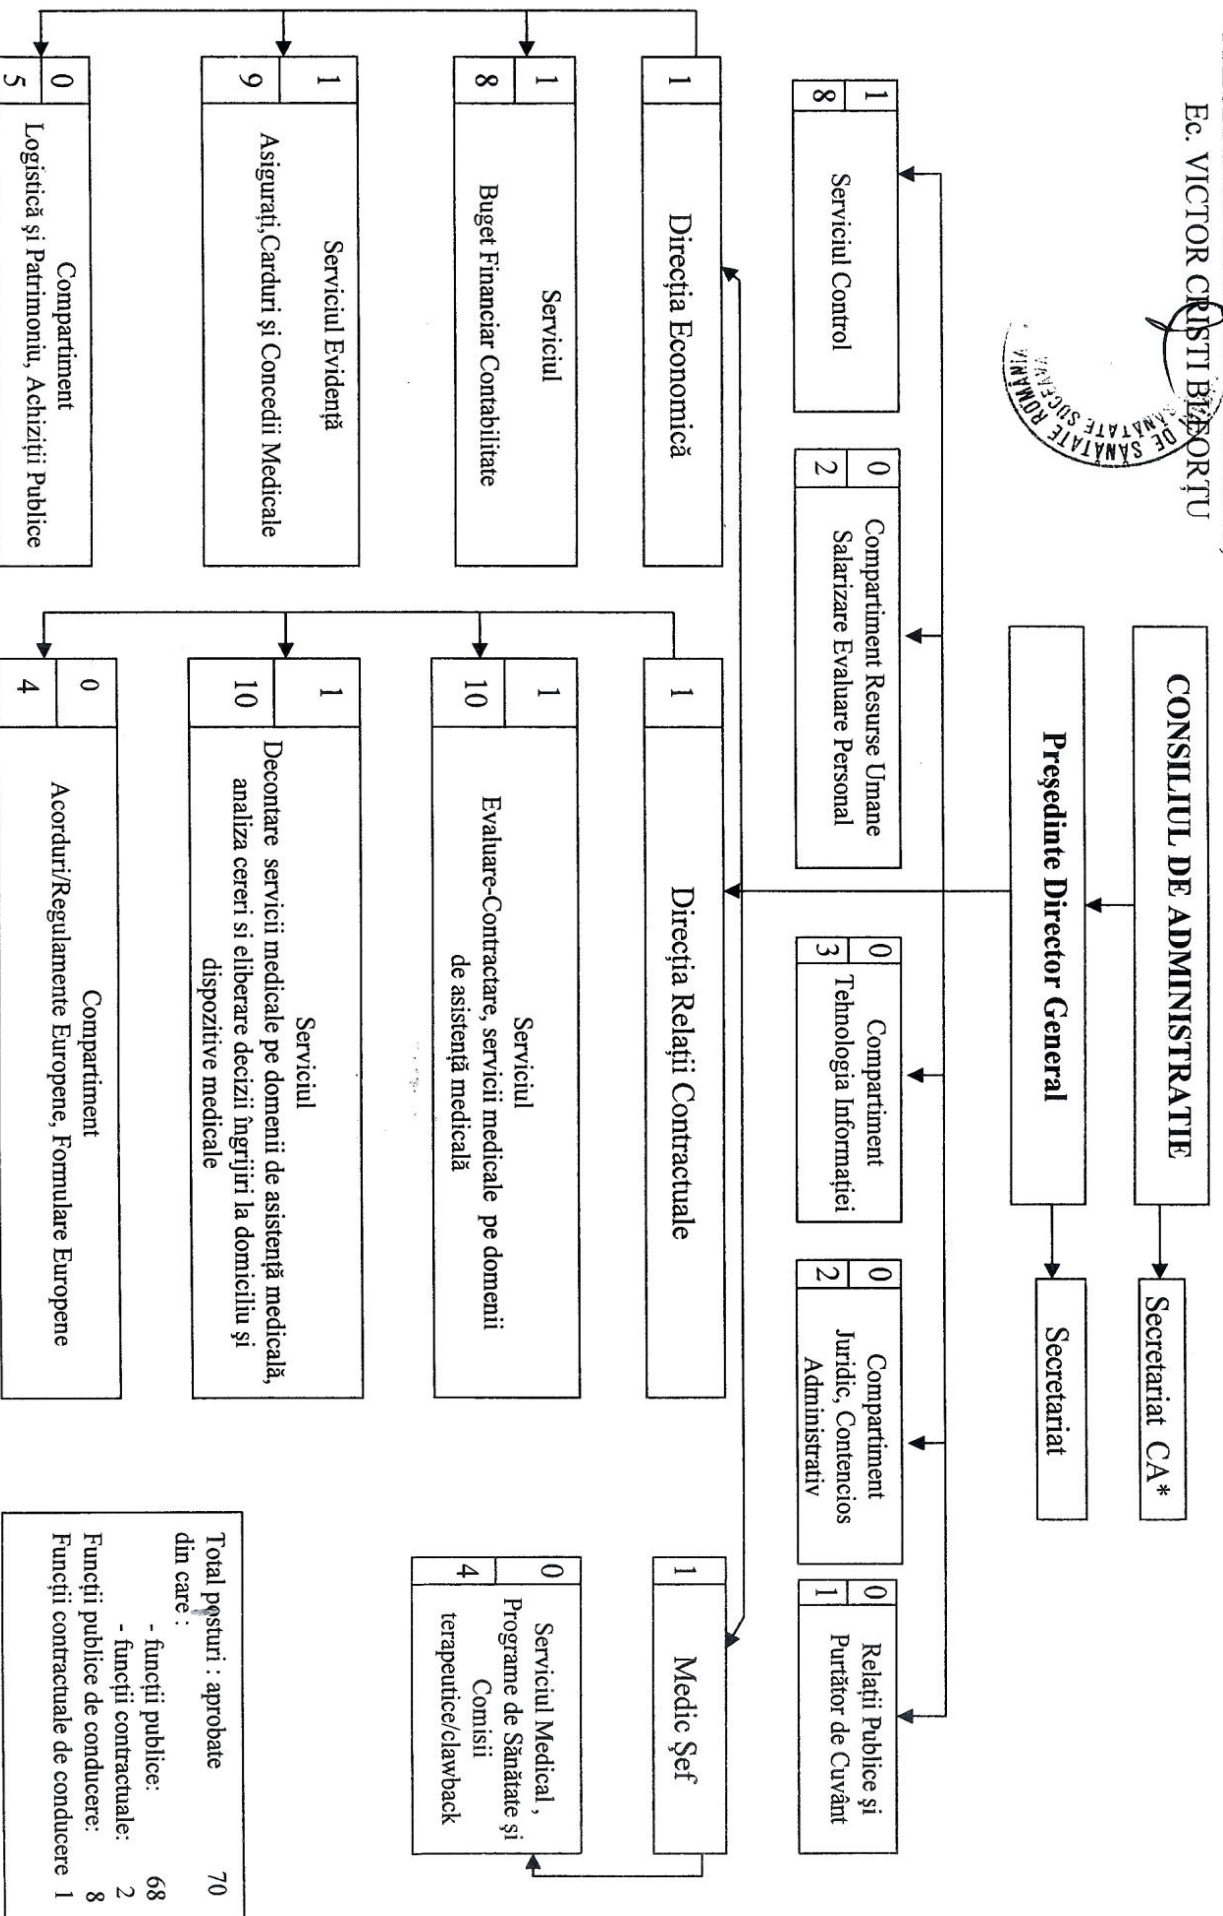 Ec. VICTOR CRISTI BLEORȚU
DE SĂNĂTATE ROMÂNIA
SĂNĂTATE SUCEAVA
CONSILIUL DE ADMINISTRATIE
Secretariat CA*
Președinte Director General
Secretariat
1
8
Serviciul Control
0
2
Compartiment Resurse Umane
Salarizare Evaluare Personal
0
3
Compartiment
Tehnologia Informației
0
2
Compartiment
Juridic, Contencios
Administrativ
0
1
Relații Publice și
Purtător de Cuvânt
1
Direcția Economică
1
Direcția Relații Contractuale
1
Medic Șef
1
8
Serviciul
Buget Financiar Contabilitate
1
10
Serviciul
Evaluare-Contractare, servicii medicale pe domenii
de asistență medicală
0
4
Serviciul Medical ,
Programe de Sănătate și
Comisii
terapeutice/clawback
1
9
Serviciul Evidență
Asigurați,Carduri și Concedii Medicale
1
10
Serviciul
Decontare servicii medicale pe domenii de asistență medicală,
analiza cereri si eliberare decizii îngrijiri la domiciliu și
dispozitive medicale
0
5
Compartiment
Logistică și Patrimoniu, Achiziții Publice
0
4
Compartiment
Acorduri/Regulamente Europene, Formulare Europene
Total posturi : aprobate 70
din care :
- funcții publice: 68
- funcții contractuale: 2
Funcții publice de conducere: 8
Funcții contractuale de conducere 1